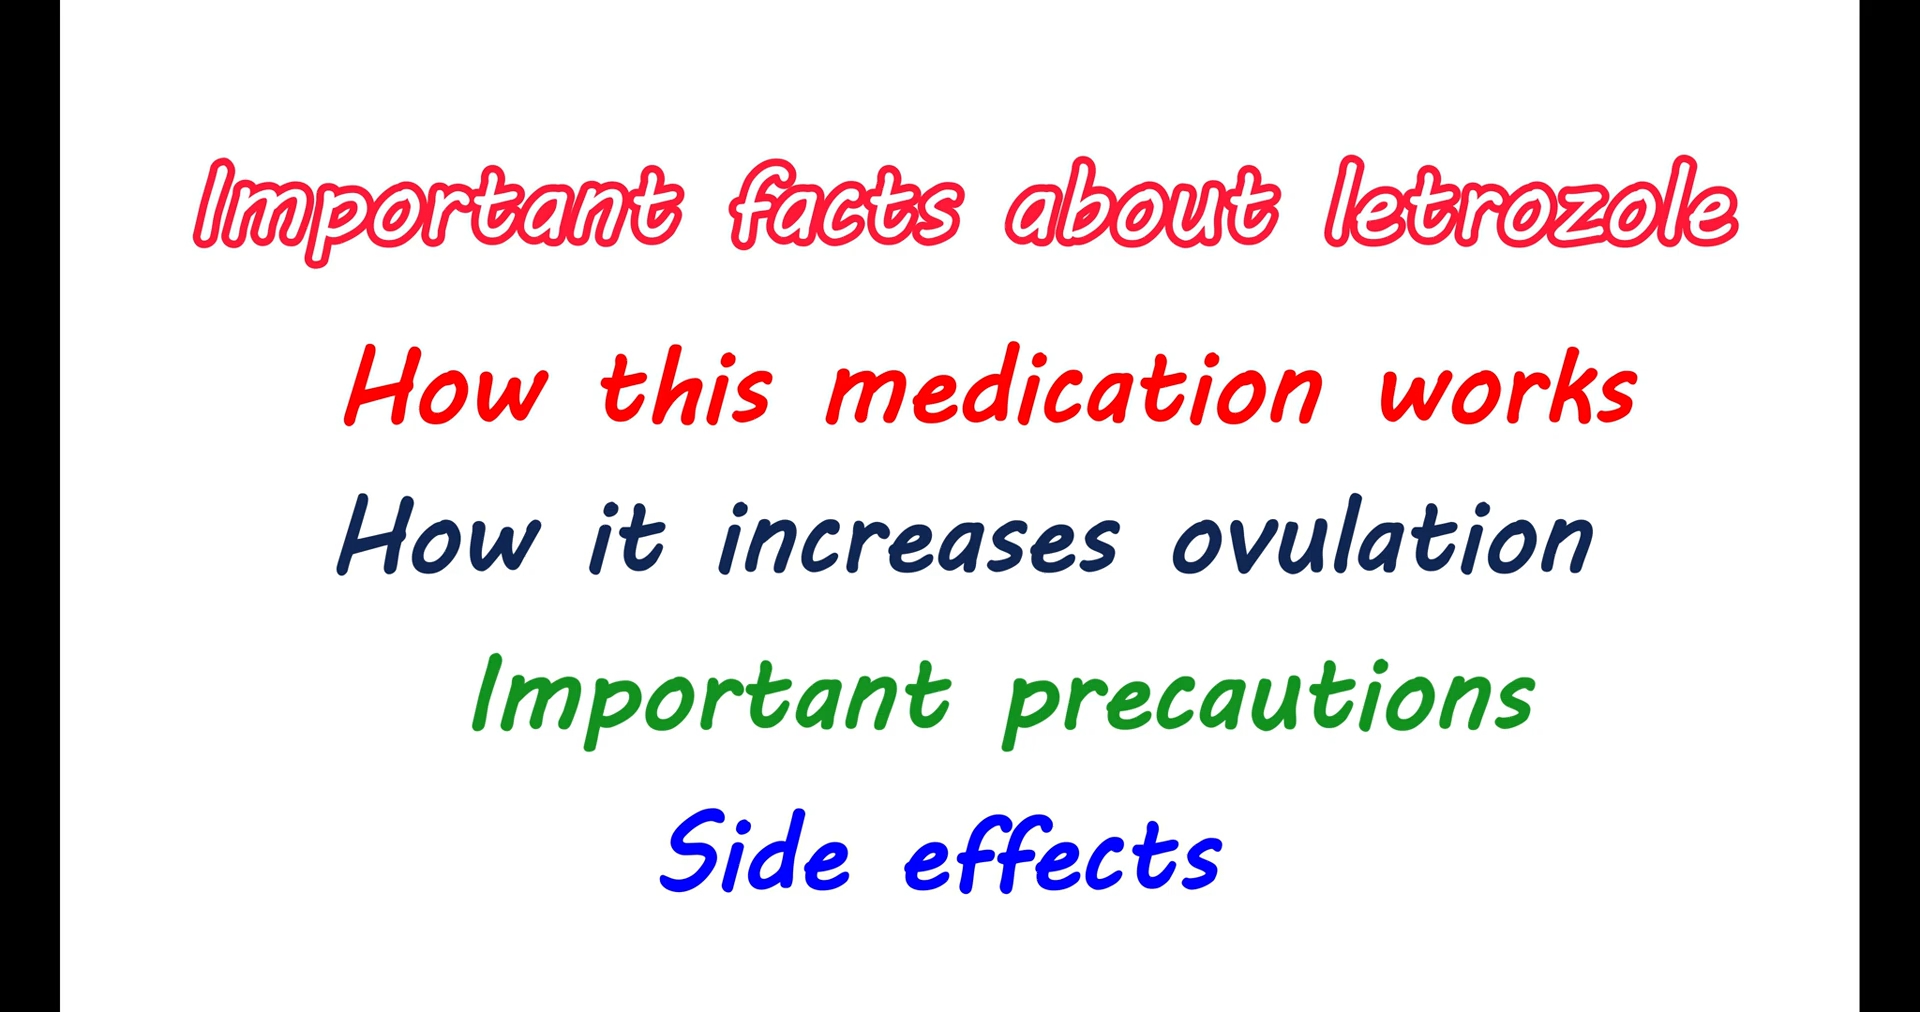 Important facts about letrozole
How this medication works
How it increases ovulation
Important precautions
Side effects